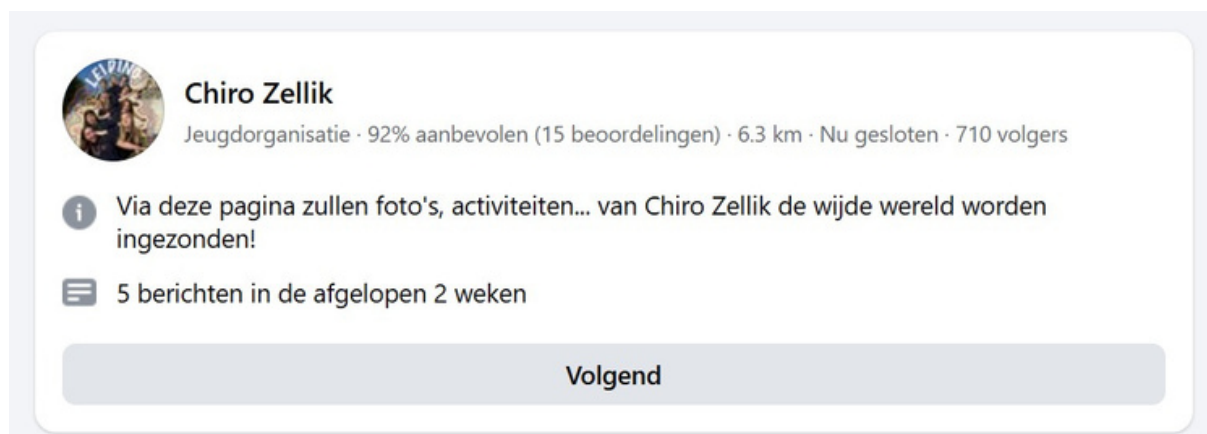 LEIDING
Chiro Zellik
Jeugdorganisatie · 92% aanbevolen (15 beoordelingen) · 6.3 km · Nu gesloten · 710 volgers
Via deze pagina zullen foto's, activiteiten... van Chiro Zellik de wijde wereld worden
ingezonden!
5 berichten in de afgelopen 2 weken
Volgend